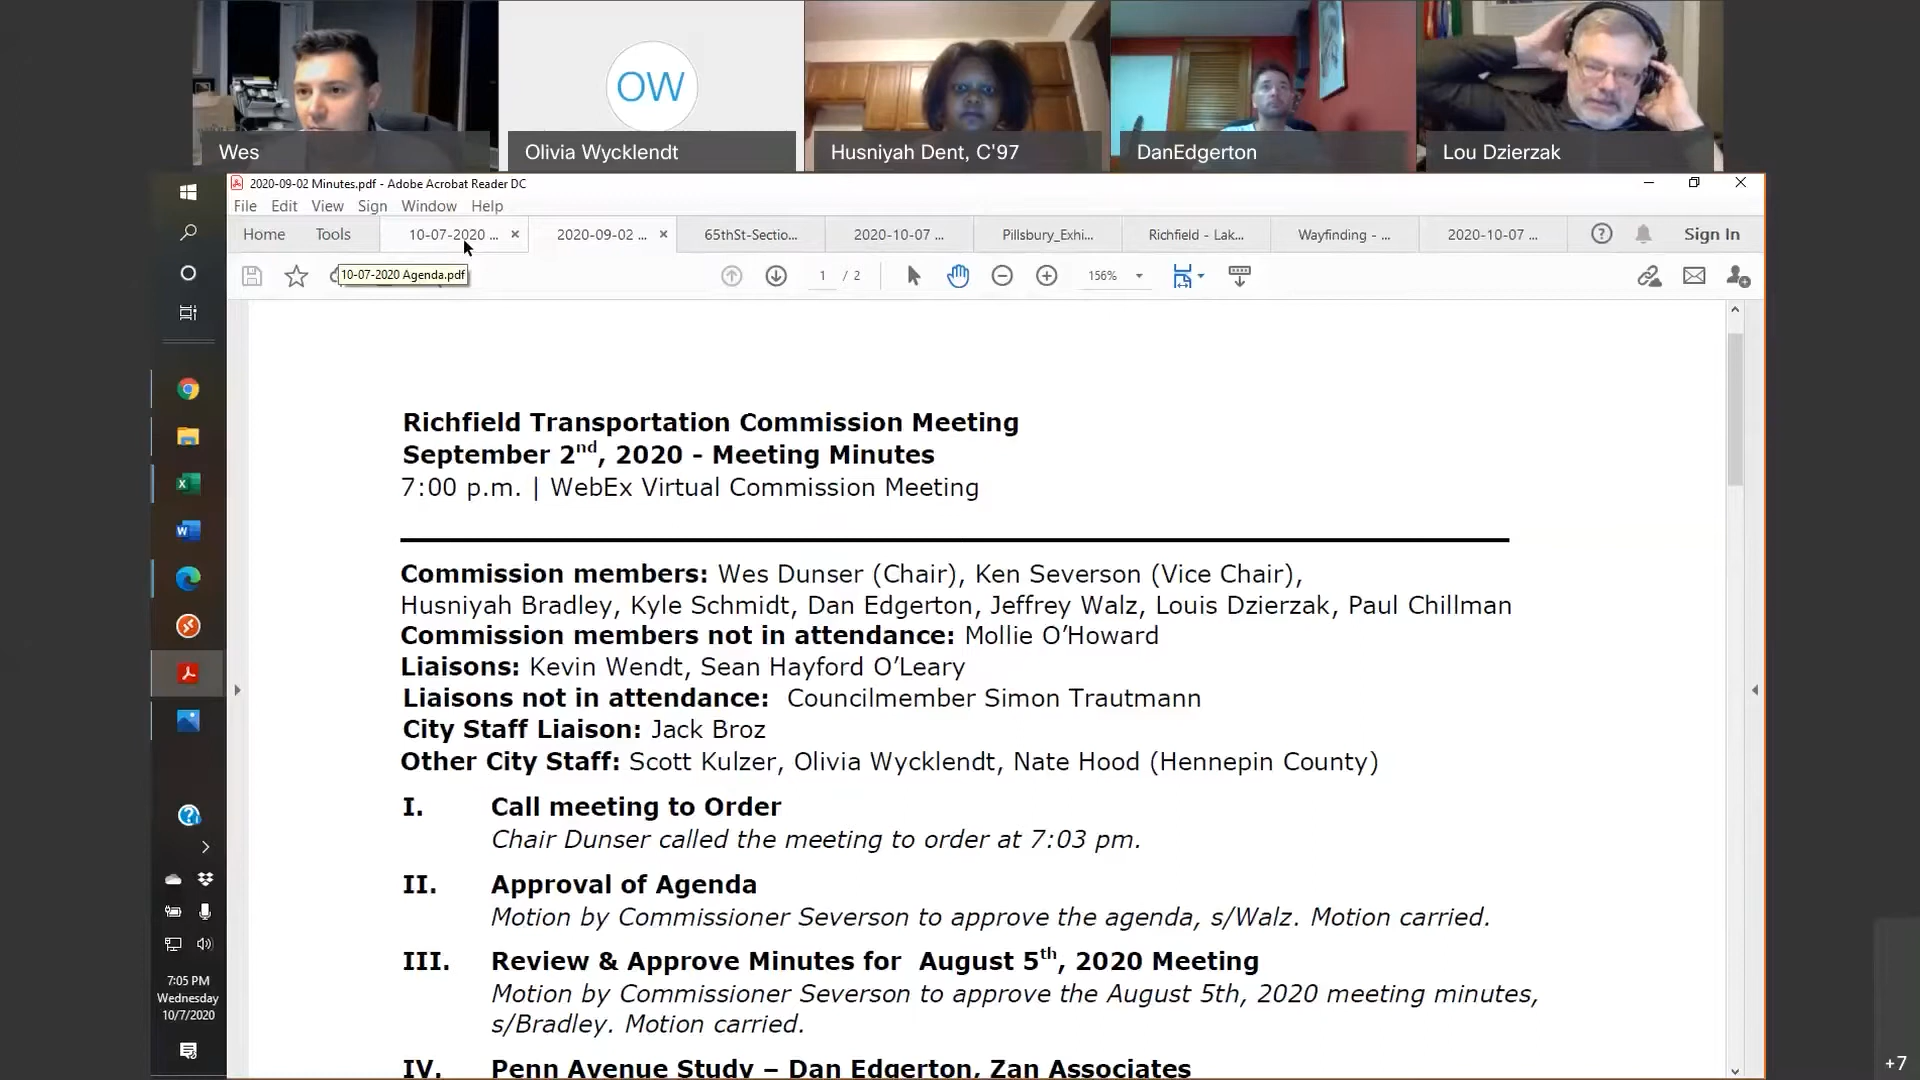 OW
Wes
Olivia Wycklendt
Husniyah Dent, C'97
DanEdgerton
Lou Dzierzak
2020-09-02 Minutes.pdf - Adobe Acrobat Reader DC
File Edit View Sign Window Help
Home Tools 10-07-2020 ... × 2020-09-02 ... × 65thSt-Sectio... 2020-10-07 ... Pillsbury_Exhi... Richfield - Lak... Wayfinding - ... 2020-10-07 ... Sign In
10-07-2020 Agenda.pdf
1 / 2 156%
Richfield Transportation Commission Meeting
September 2nd, 2020 - Meeting Minutes
7:00 p.m. | WebEx Virtual Commission Meeting
Commission members: Wes Dunser (Chair), Ken Severson (Vice Chair),
Husniyah Bradley, Kyle Schmidt, Dan Edgerton, Jeffrey Walz, Louis Dzierzak, Paul Chillman
Commission members not in attendance: Mollie O’Howard
Liaisons: Kevin Wendt, Sean Hayford O’Leary
Liaisons not in attendance: Councilmember Simon Trautmann
City Staff Liaison: Jack Broz
Other City Staff: Scott Kulzer, Olivia Wycklendt, Nate Hood (Hennepin County)
I. Call meeting to Order
Chair Dunser called the meeting to order at 7:03 pm.
II. Approval of Agenda
Motion by Commissioner Severson to approve the agenda, s/Walz. Motion carried.
III. Review & Approve Minutes for August 5th, 2020 Meeting
Motion by Commissioner Severson to approve the August 5th, 2020 meeting minutes,
s/Bradley. Motion carried.
IV. Penn Avenue Study – Dan Edgerton, Zan Associates
7:05 PM
Wednesday
10/7/2020
+7